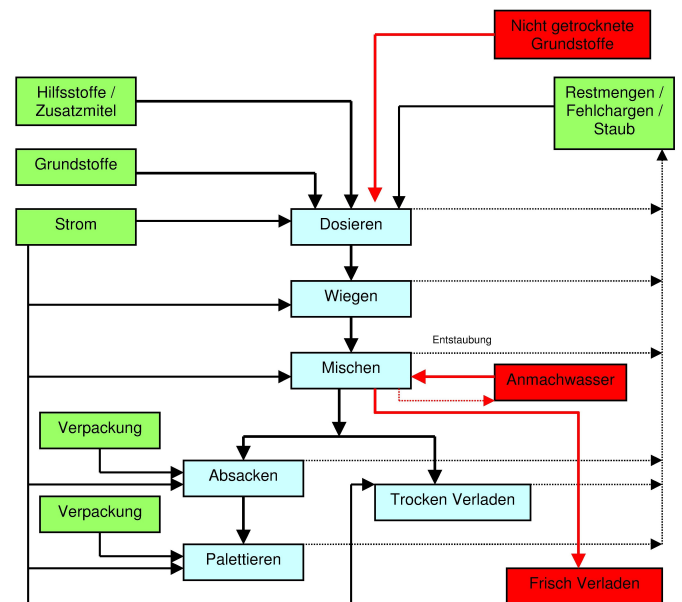 Nicht getrocknete
Grundstoffe
Hilfsstoffe /
Zusatzmitel
Restmengen /
Fehlchargen /
Staub
Grundstoffe
Strom
Dosieren
Wiegen
Entstaubung
Mischen
Anmachwasser
Verpackung
Absacken
Trocken Verladen
Verpackung
Palettieren
Frisch Verladen